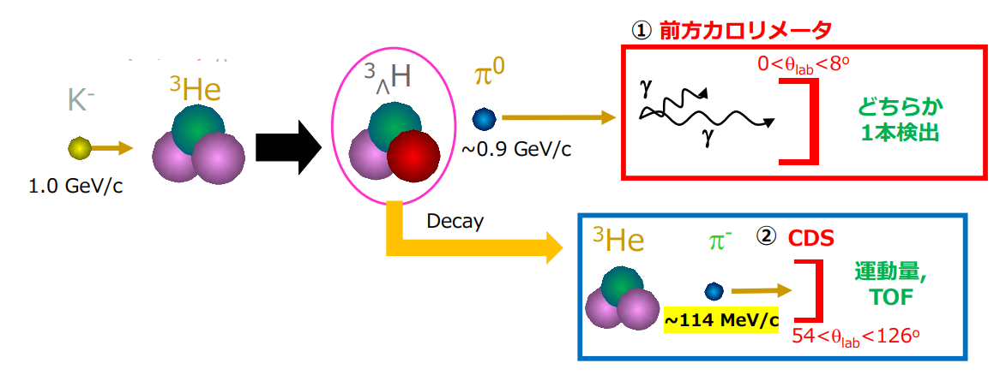 ① 前方カロリメータ
K-
3He
3ΛH
π0
0<θlab<8o
γ
γ
どちらか
1本検出
1.0 GeV/c
~0.9 GeV/c
Decay
3He
π-
② CDS
運動量,
TOF
~114 MeV/c
54<θlab<126o